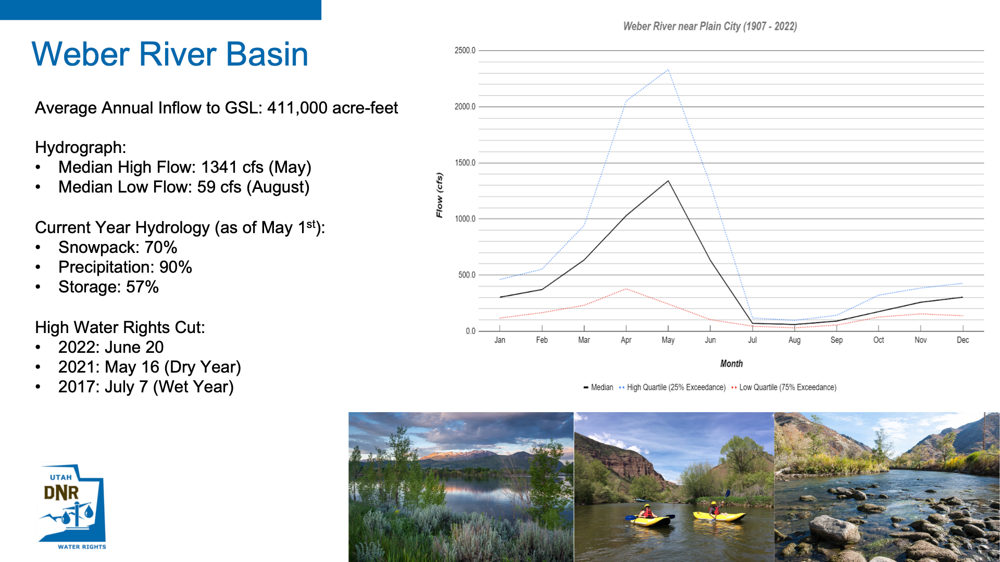 Weber River Basin
Average Annual Inflow to GSL: 411,000 acre-feet
Hydrograph:
• Median High Flow: 1341 cfs (May)
• Median Low Flow: 59 cfs (August)
Current Year Hydrology (as of May 1st):
• Snowpack: 70%
• Precipitation: 90%
• Storage: 57%
High Water Rights Cut:
• 2022: June 20
• 2021: May 16 (Dry Year)
• 2017: July 7 (Wet Year)
UTAH
DNR
WATER RIGHTS
Weber River near Plain City (1907 - 2022)
2500.0
2000.0
1500.0
1000.0
500.0
0.0
Flow (cfs)
Jan Feb Mar Apr May Jun Jul Aug Sep Oct Nov Dec
Month
Median High Quartile (25% Exceedance) Low Quartile (75% Exceedance)